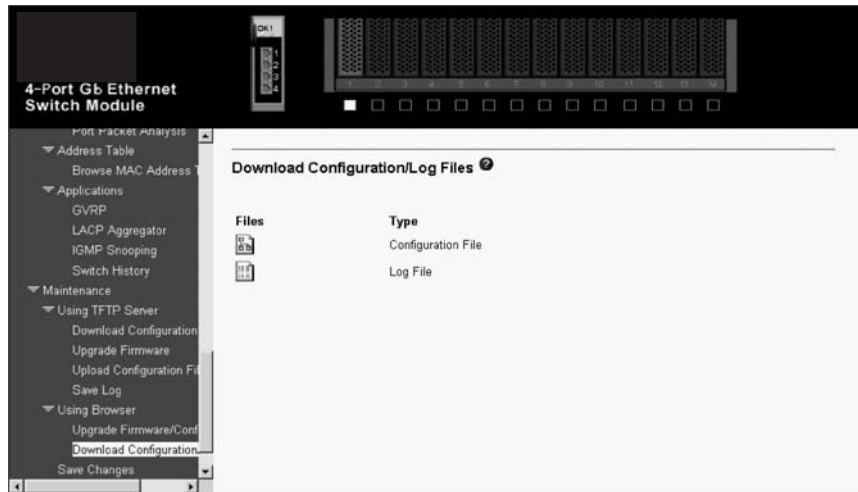 OK!
1
2
3
4
4-Port Gb Ethernet
Switch Module
1 2 3 4 5 6 7 8 9 10 11 12 13 14
Port Packet Analysis
Address Table
Browse MAC Address T
Applications
GVRP
LACP Aggregator
IGMP Snooping
Switch History
Maintenance
Using TFTP Server
Download Configuration
Upgrade Firmware
Upload Configuration Fil
Save Log
Using Browser
Upgrade Firmware/Conf
Download Configuration
Save Changes
Download Configuration/Log Files ?
Files Type
Configuration File
Log File